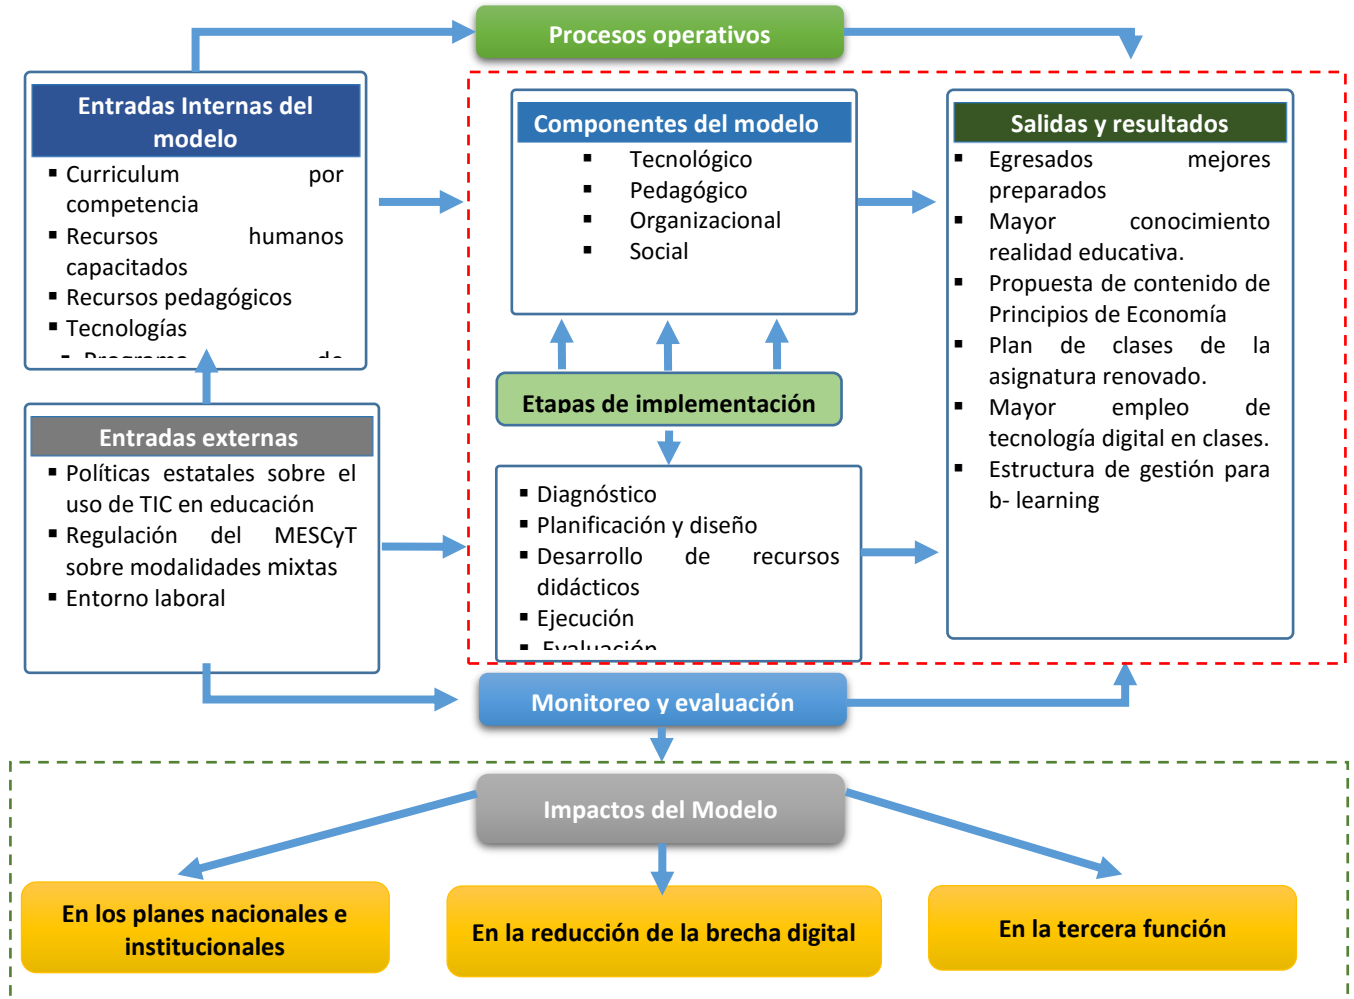 Procesos operativos
Entradas Internas del
modelo
▪ Curriculum por
competencia
▪ Recursos humanos
capacitados
▪ Recursos pedagógicos
▪ Tecnologías
▪ Programa de
Entradas externas
▪ Políticas estatales sobre el
uso de TIC en educación
▪ Regulación del MESCyT
sobre modalidades mixtas
▪ Entorno laboral
Componentes del modelo
▪ Tecnológico
▪ Pedagógico
▪ Organizacional
▪ Social
Etapas de implementación
▪ Diagnóstico
▪ Planificación y diseño
▪ Desarrollo de recursos
didácticos
▪ Ejecución
▪ Evaluación
Salidas y resultados
▪ Egresados mejores
preparados
▪ Mayor conocimiento
realidad educativa.
▪ Propuesta de contenido de
Principios de Economía
▪ Plan de clases de la
asignatura renovado.
▪ Mayor empleo de
tecnología digital en clases.
▪ Estructura de gestión para
b- learning
Monitoreo y evaluación
Impactos del Modelo
En los planes nacionales e
institucionales
En la reducción de la brecha digital
En la tercera función